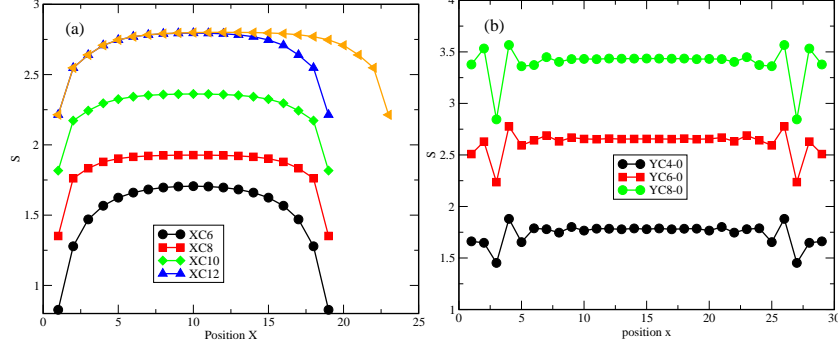 (a)
3
2.5
2
1.5
1
S
XC6
XC8
XC10
XC12
0 5 10 15 20 25
Position X
(b)
4
3.5
3
2.5
2
1.5
1
S
YC4-0
YC6-0
YC8-0
0 5 10 15 20 25 30
position x